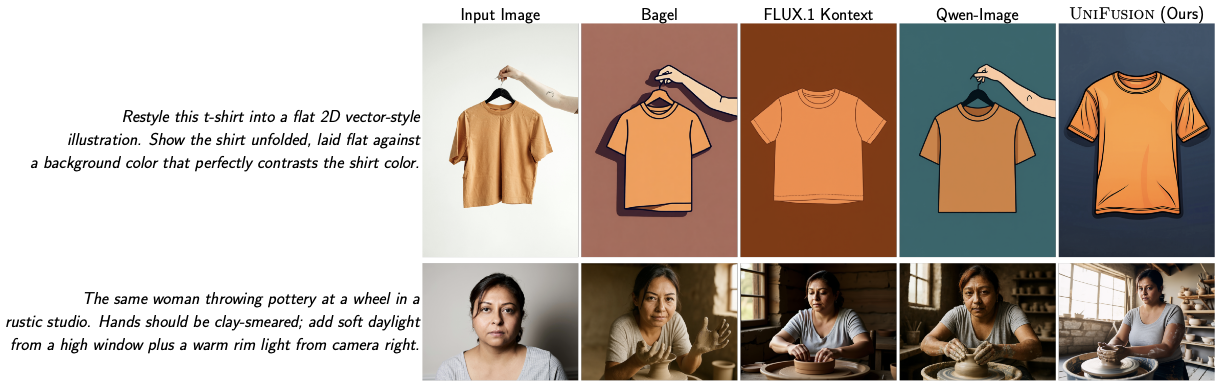 Input Image
Bagel
FLUX.1 Kontext
Qwen-Image
UNIFUSION (Ours)
Restyle this t-shirt into a flat 2D vector-style
illustration. Show the shirt unfolded, laid flat against
a background color that perfectly contrasts the shirt color.
The same woman throwing pottery at a wheel in a
rustic studio. Hands should be clay-smeared; add soft daylight
from a high window plus a warm rim light from camera right.